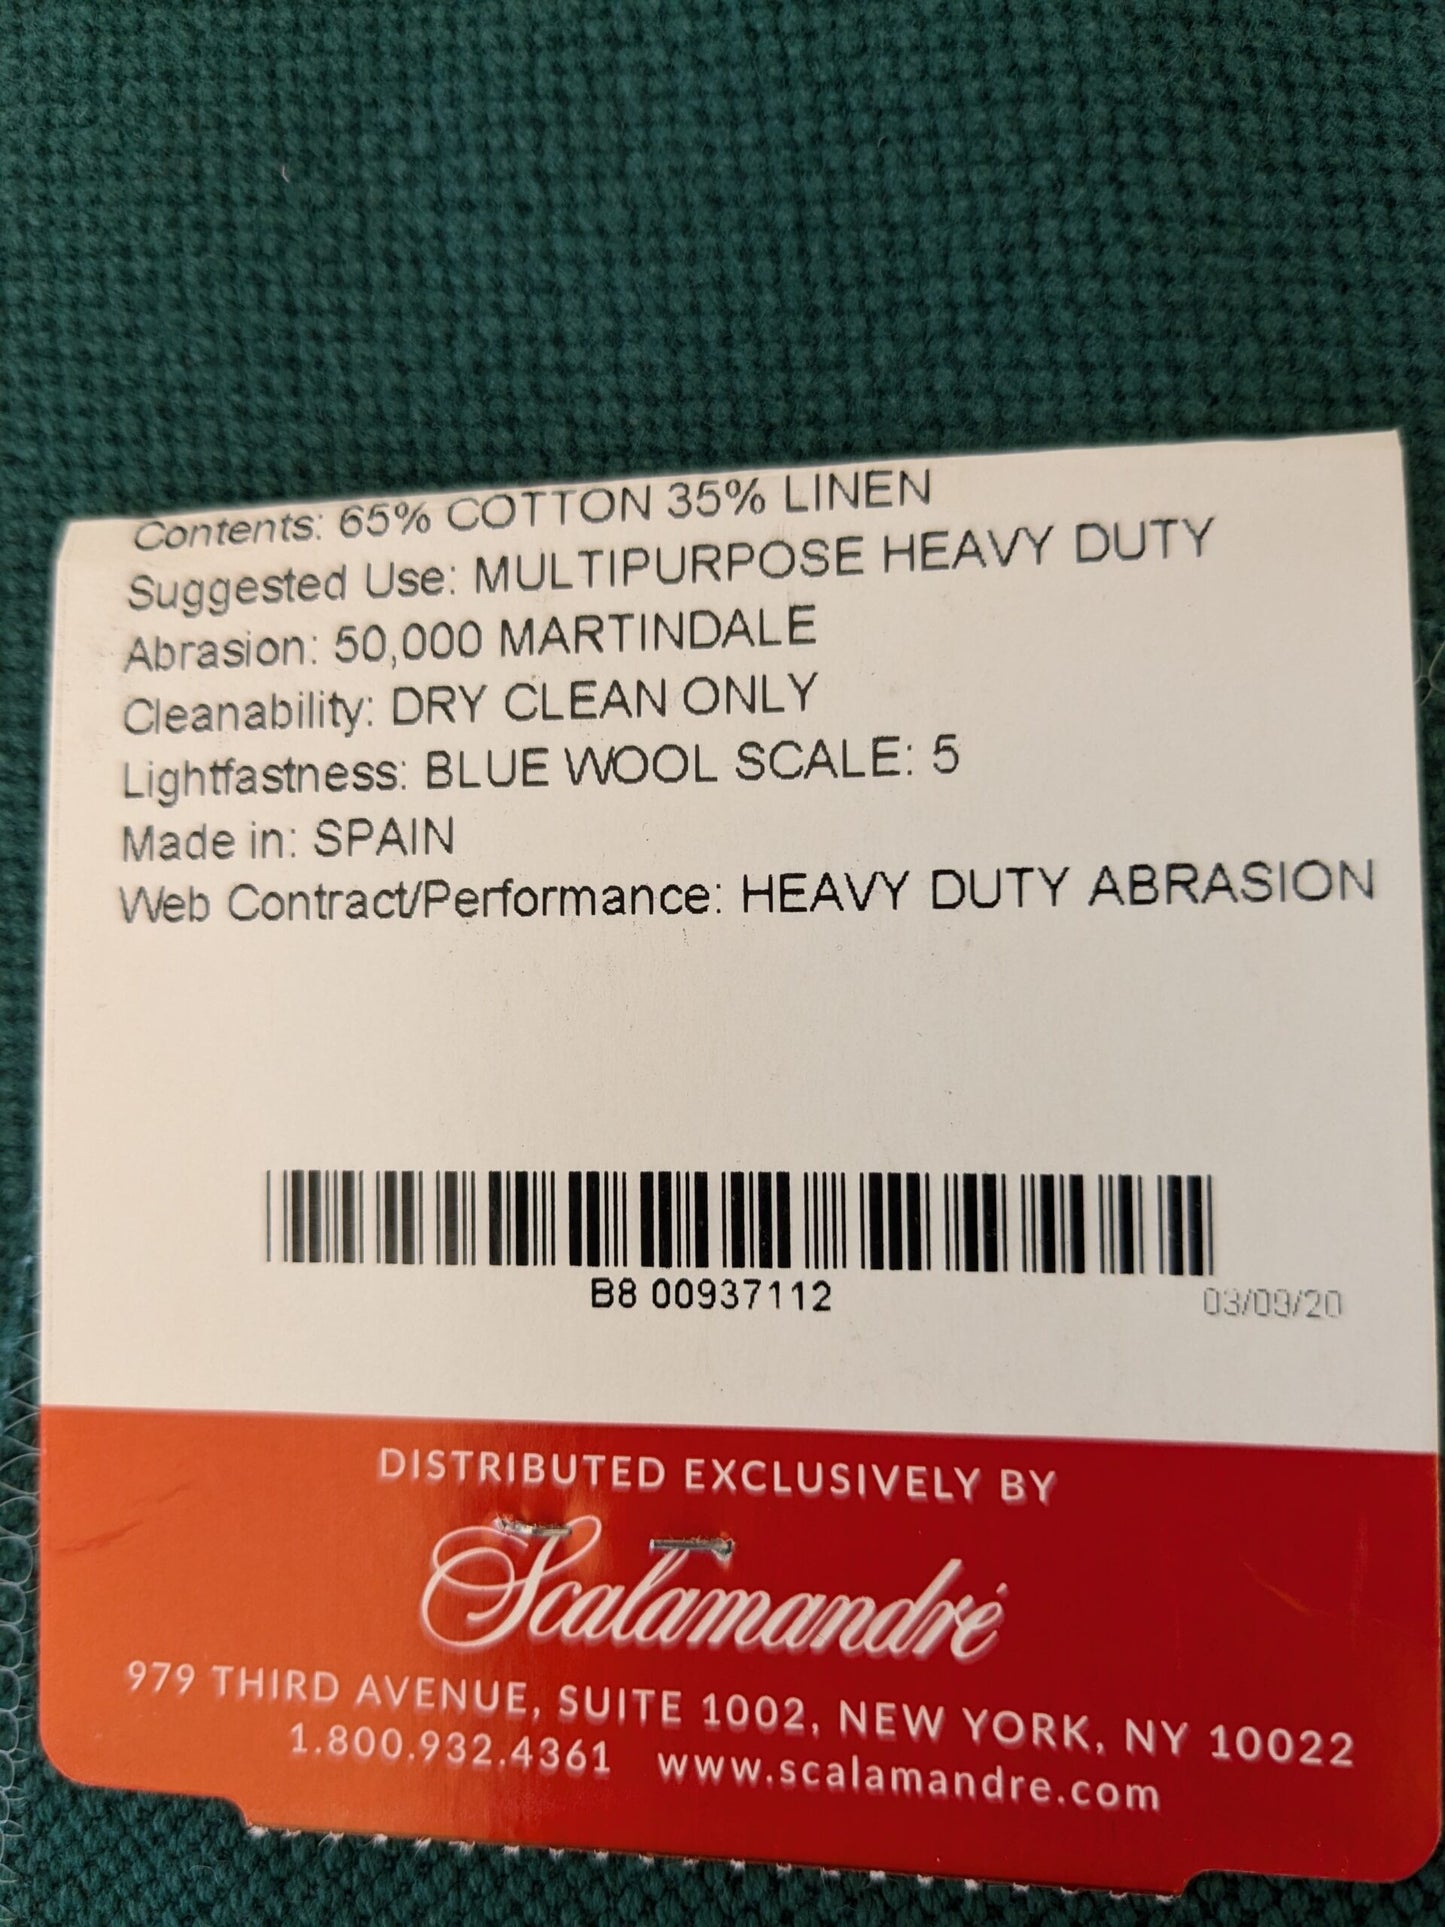 Contents: 65% COTTON 35% LINEN
Suggested Use: MULTIPURPOSE HEAVY DUTY
Abrasion: 50,000 MARTINDALE
Cleanability: DRY CLEAN ONLY
Lightfastness: BLUE WOOL SCALE: 5
Made in: SPAIN
Web Contract/Performance: HEAVY DUTY ABRASION
B8 00937112
03/09/20
DISTRIBUTED EXCLUSIVELY BY
Scalamandré
979 THIRD AVENUE, SUITE 1002, NEW YORK, NY 10022
1.800.932.4361 www.scalamandre.com